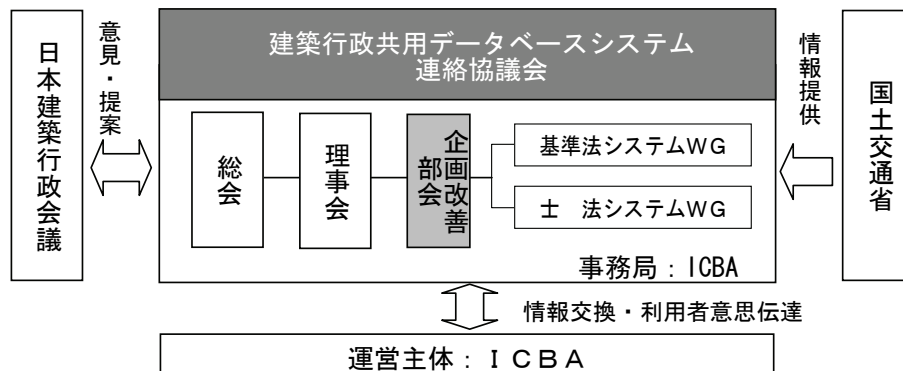 日本建築行政会議
意見・提案
建築行政共用データベースシステム
連絡協議会
総会
理事会
企画改善
部会
基準法システムWG
士　法システムWG
事務局：ICBA
情報提供
国土交通省
情報交換・利用者意思伝達
運営主体：ＩＣＢＡ